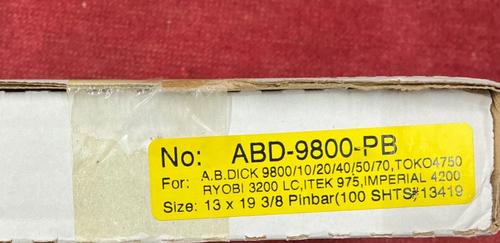 No: ABD-9800-PB
For: A.B.DICK 9800/10/20/40/50/70,TOKO4750
RYOBI 3200 LC,ITEK 975,IMPERIAL 4200
Size: 13 x 19 3/8 Pinbar(100 SHTS#13419